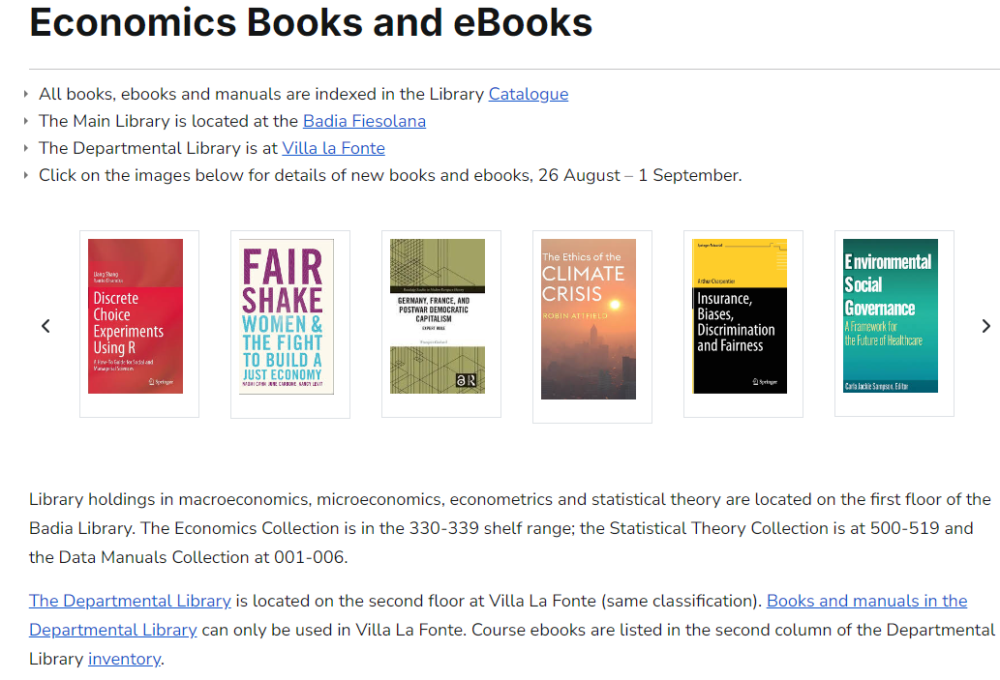 Economics Books and eBooks
All books, ebooks and manuals are indexed in the Library Catalogue
The Main Library is located at the Badia Fiesolana
The Departmental Library is at Villa la Fonte
Click on the images below for details of new books and ebooks, 26 August – 1 September.
Discrete
Choice
Experiments
Using R
A How-To Guide for Social and
Managerial Sciences
Springer
FAIR
SHAKE
WOMEN &
THE FIGHT
TO BUILD A
JUST ECONOMY
NAOMI CAHN JUNE CARBONE NANCY LEVIT
GERMANY, FRANCE, AND
POSTWAR DEMOCRATIC
CAPITALISM
EXPERT RULE
The Ethics of the
CLIMATE
CRISIS
ROBIN ATTFIELD
Arthur Charpentier
Insurance,
Biases,
Discrimination
and Fairness
Springer
Environmental
Social
Governance
A Framework for
the Future of Healthcare
Carla Jackie Sampson, Editor
Library holdings in macroeconomics, microeconomics, econometrics and statistical theory are located on the first floor of the
Badia Library. The Economics Collection is in the 330-339 shelf range; the Statistical Theory Collection is at 500-519 and
the Data Manuals Collection at 001-006.
The Departmental Library is located on the second floor at Villa La Fonte (same classification). Books and manuals in the
Departmental Library can only be used in Villa La Fonte. Course ebooks are listed in the second column of the Departmental
Library inventory.